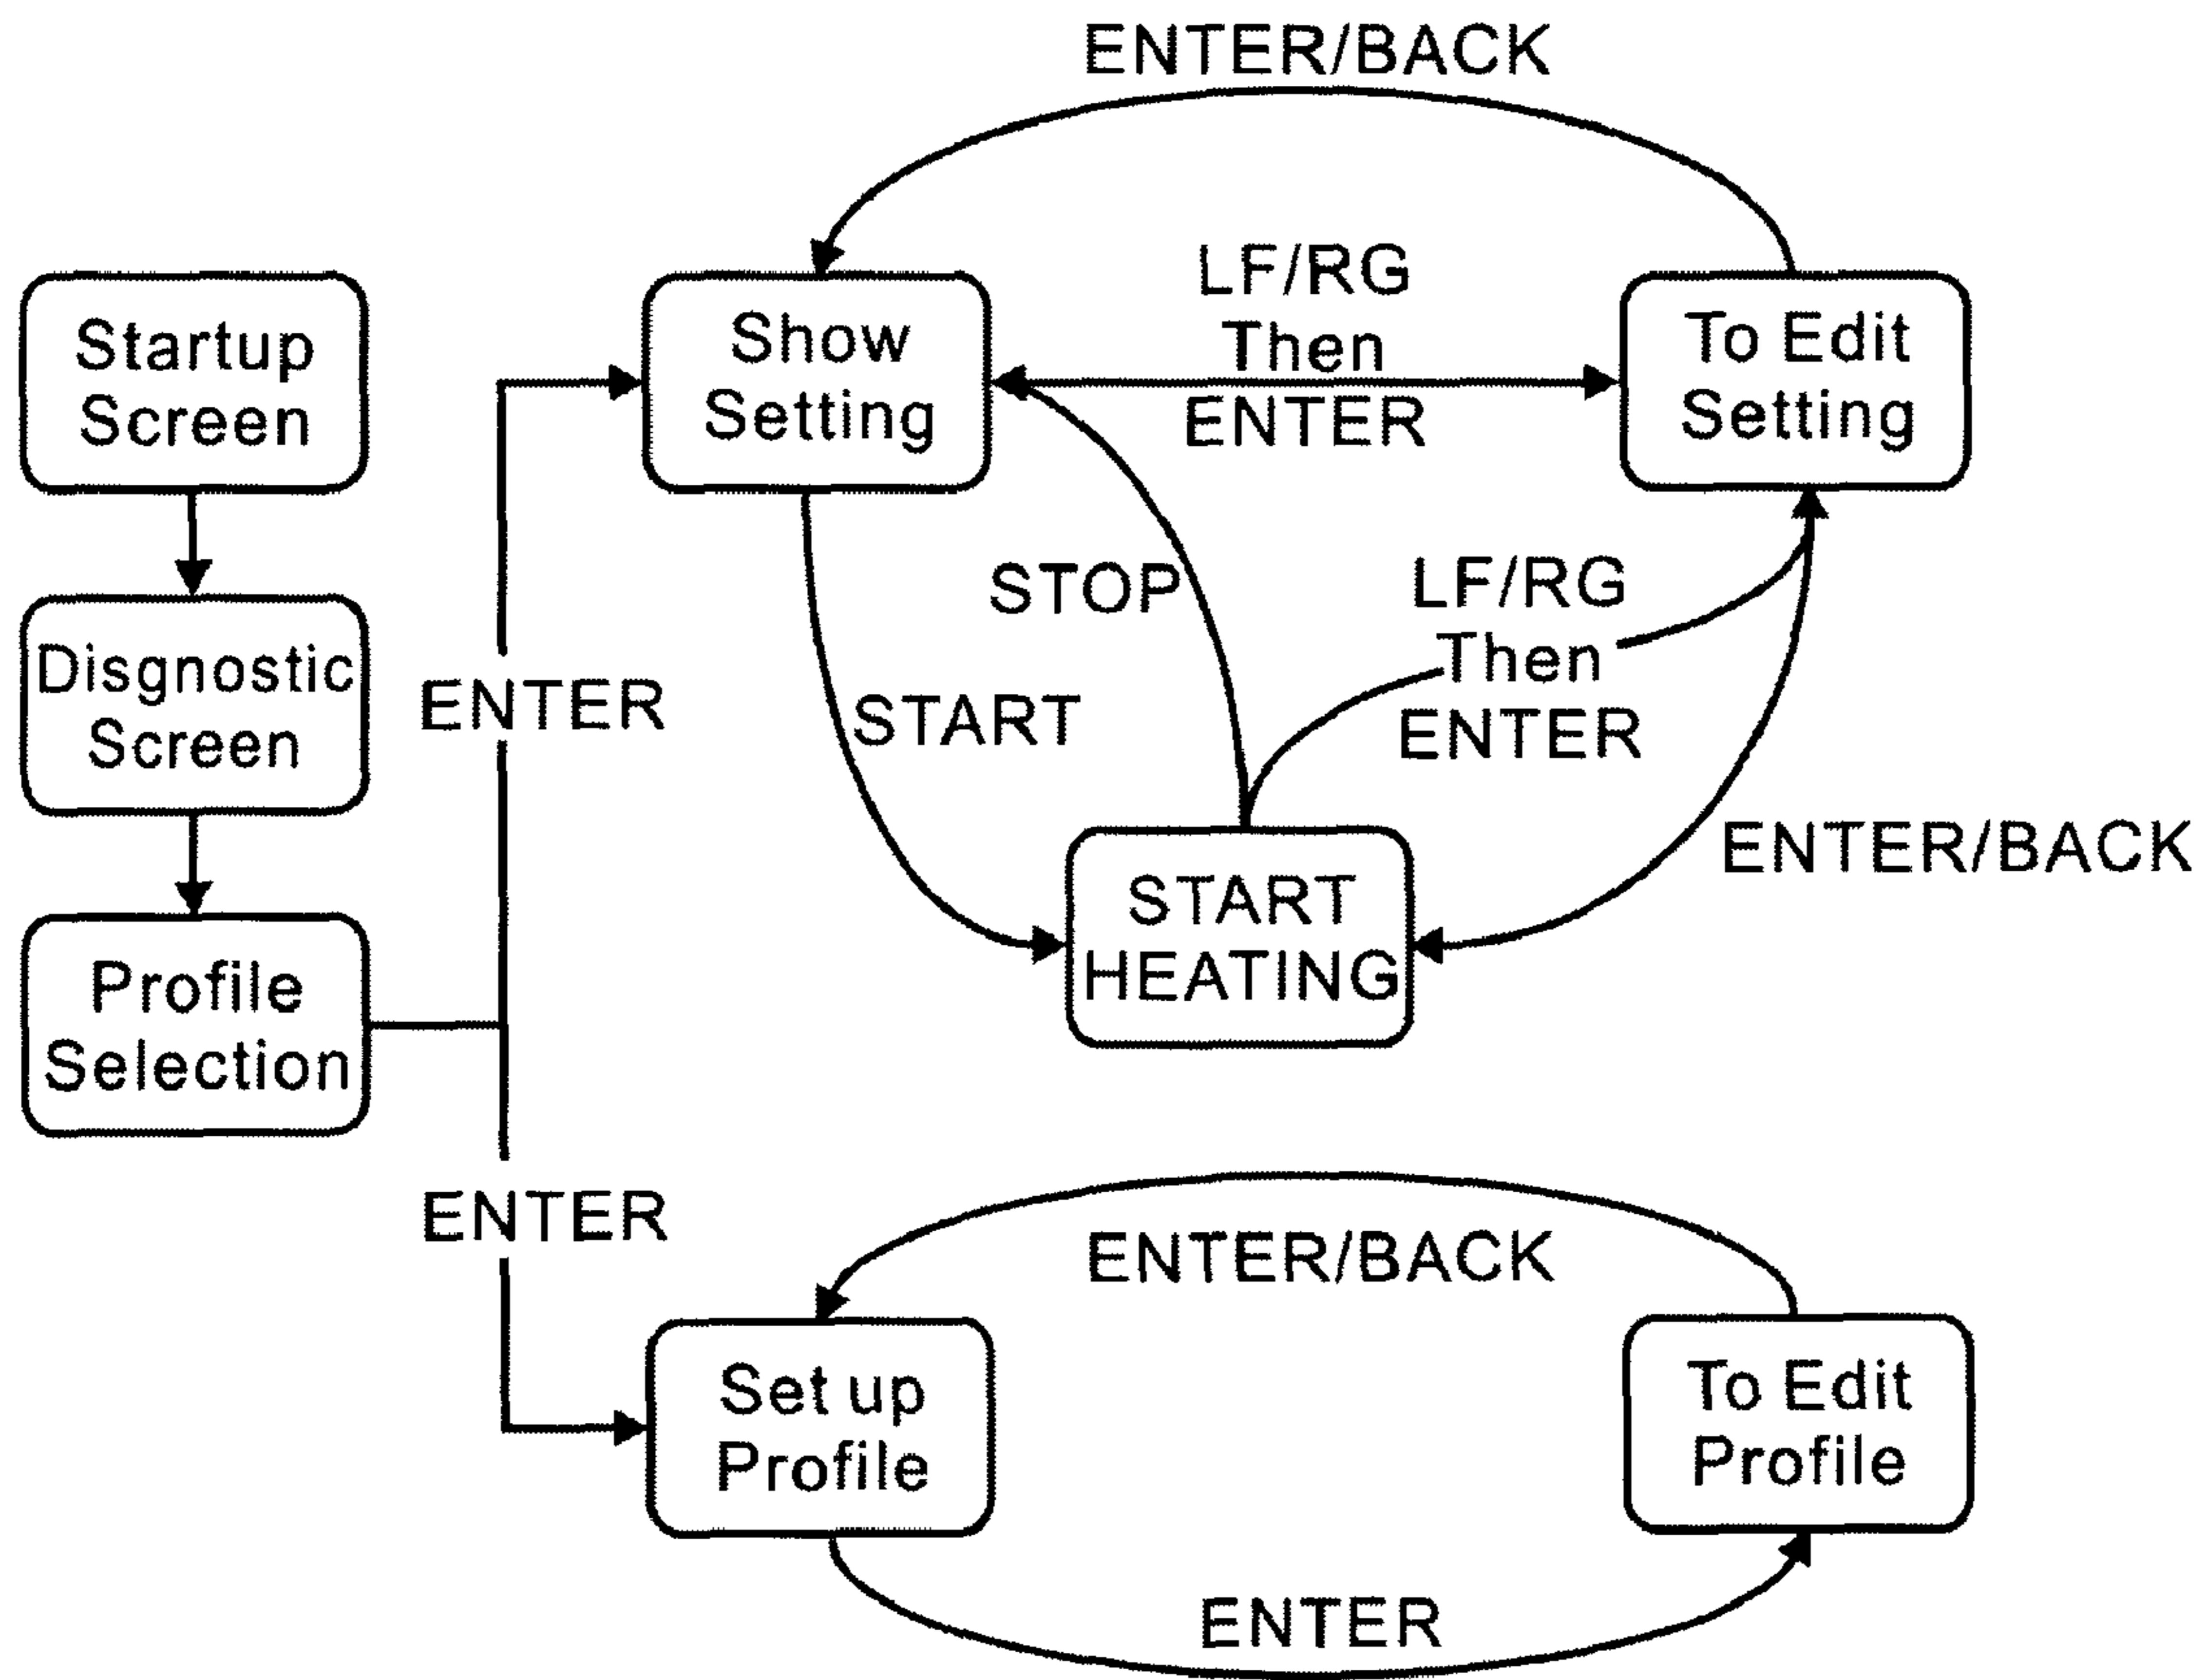 ENTER/BACK
Startup
Screen
Show
Setting
LF/RG
Then
ENTER
To Edit
Setting
Disgnostic
Screen
ENTER
STOP
START
LF/RG
Then
ENTER
ENTER/BACK
START
HEATING
Profile
Selection
ENTER
ENTER/BACK
Set up
Profile
To Edit
Profile
ENTER